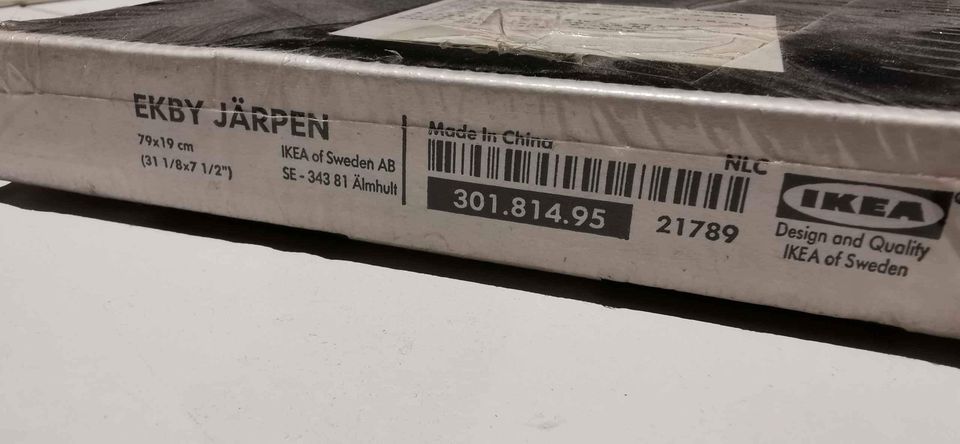 EKBY JÄRPEN
79x19 cm
(31 1/8x7 1/2")
IKEA of Sweden AB
SE - 343 81 Älmhult
Made In China
NLC
301.814.95
21789
IKEA
Design and Quality
IKEA of Sweden